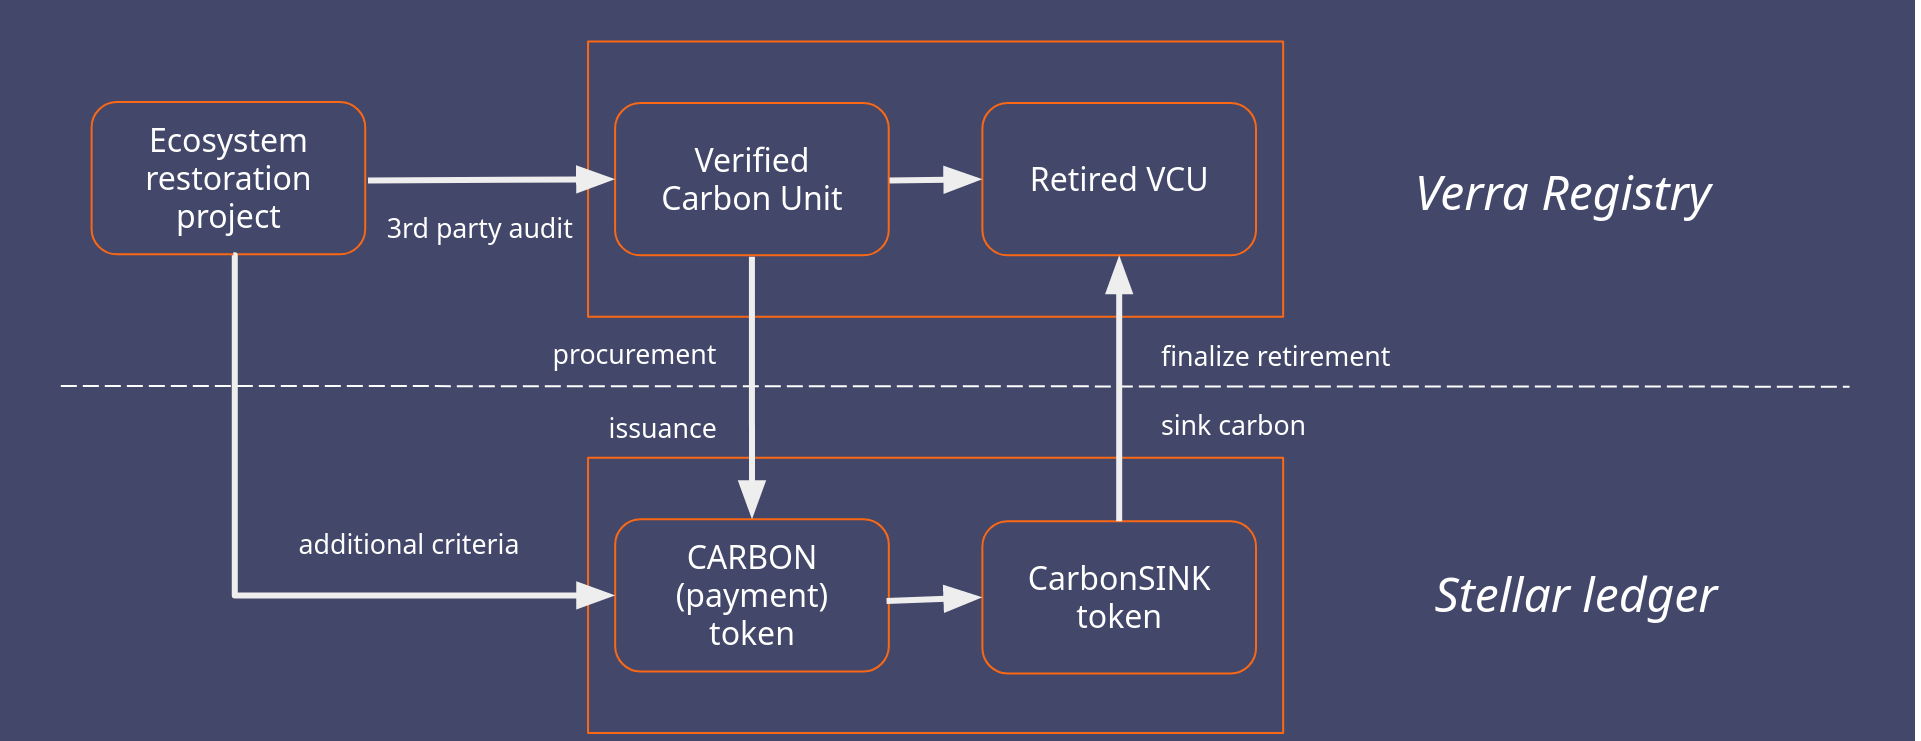 Ecosystem
restoration
project
3rd party audit
Verified
Carbon Unit
Retired VCU
Verra Registry
procurement
finalize retirement
issuance
sink carbon
additional criteria
CARBON
(payment)
token
CarbonSINK
token
Stellar ledger